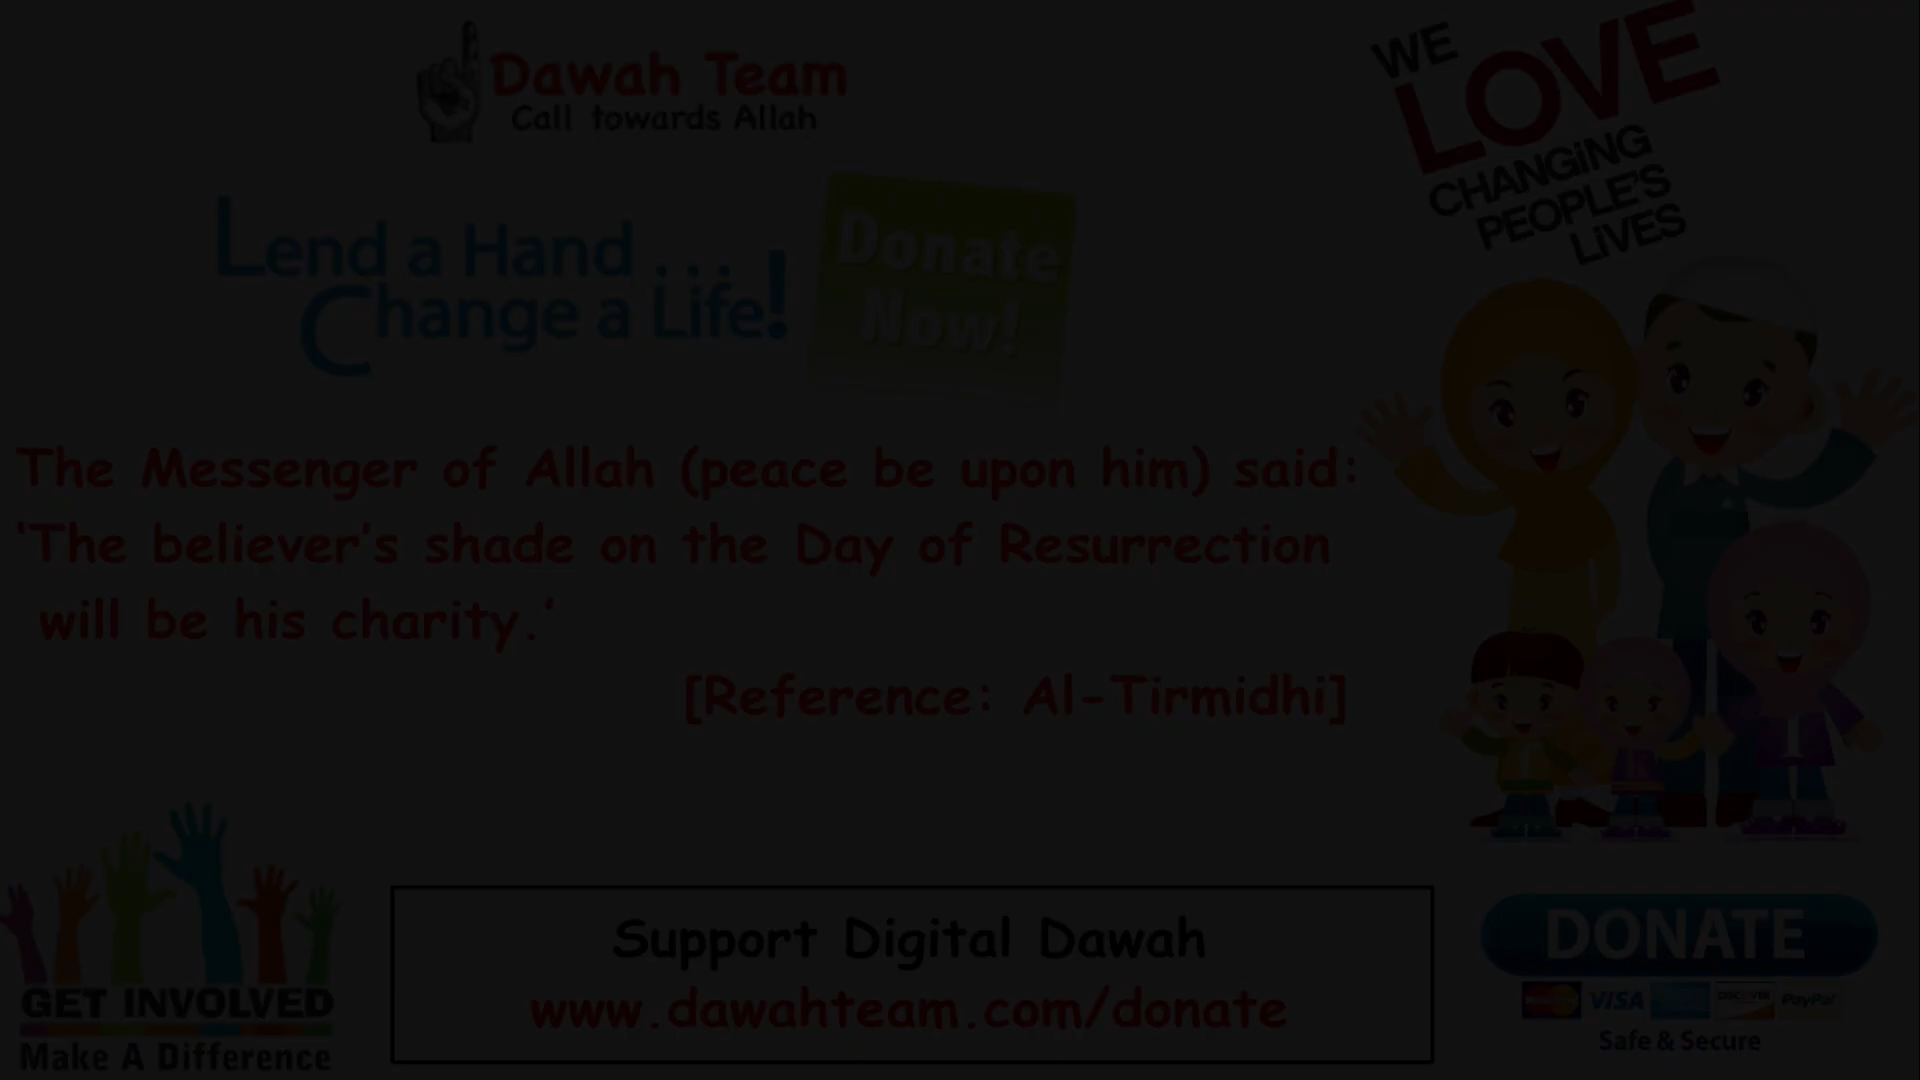 Dawah Team
Call towards Allah
WE
LOVE
CHANGiNG
PEOPLE'S
LiVES
Lend a Hand ...
Change a Life!
Donate
Now!
The Messenger of Allah (peace be upon him) said:
‘The believer’s shade on the Day of Resurrection
will be his charity.’
[Reference: Al-Tirmidhi]
GET INVOLVED
Make A Difference
Support Digital Dawah
www.dawahteam.com/donate
DONATE
MasterCard VISA DISCOVER PayPal
Safe & Secure